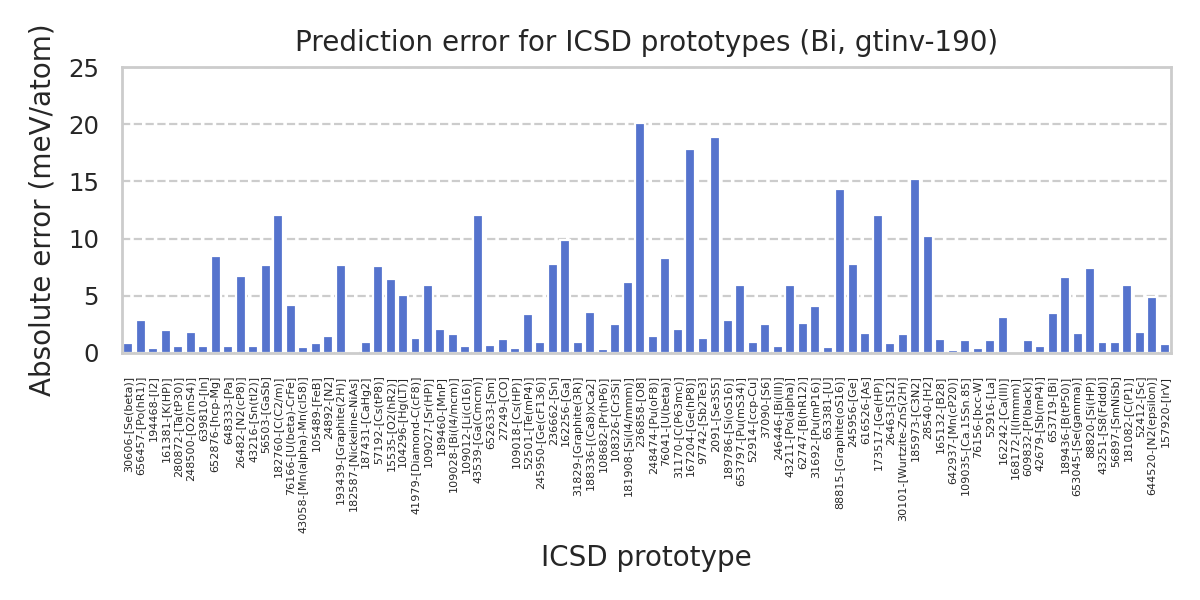 Prediction error for ICSD prototypes (Bi, gtinv-190)
Absolute error (meV/atom)
25
20
15
10
5
0
30606-[Se(beta)]
656457-[Po(hR1)]
194468-[I2]
161381-[K(HP)]
280872-[Ta(tP30)]
248500-[O2(mS4)]
639810-[In]
652876-[hcp-Mg]
648333-[Pa]
26482-[N2(cP8)]
43216-[Sn(tI2)]
56503-[GaSb]
182760-[C(C2/m)]
76166-[U(beta)-CrFe]
43058-[Mn(alpha)-Mn(cI58)]
105489-[FeB]
24892-[N2]
193439-[Graphite(2H)]
182587-[Nickeline-NiAs]
187431-[CaHg2]
57192-[Cs(tP8)]
15535-[O2(hR2)]
104296-[Hg(LT)]
41979-[Diamond-C(cF8)]
109027-[Sr(HP)]
189460-[MnP]
109028-[Bi(I4/mcm)]
109012-[Li(cI16)]
43539-[Ga(Cmcm)]
652633-[Sm]
27249-[CO]
109018-[Cs(HP)]
52501-[Te(mP4)]
245950-[Ge(cF136)]
236662-[Sn]
162256-[Ga]
31829-[Graphite(3R)]
188336-[(Ca8)xCa2]
108682-[Pr(hP6)]
108326-[Cr3Si]
181908-[Si(I4/mmm)]
236858-[O8]
248474-[Pu(oF8)]
76041-[U(beta)]
31170-[C(P63mc)]
167204-[Ge(hP8)]
97742-[Sb2Te3]
2091-[Se3S5]
189786-[Si(oS16)]
653797-[Pu(mS34)]
52914-[ccp-Cu]
37090-[S6]
246446-[Bi(III)]
43211-[Po(alpha)]
62747-[B(hR12)]
31692-[Pu(mP16)]
653381-[U]
88815-[Graphite(oS16)]
245956-[Ge]
616526-[As]
173517-[Ge(HP)]
26463-[S12]
30101-[Wurtzite-ZnS(2H)]
185973-[C3N2]
28540-[H2]
165132-[B28]
642937-[Mn(cP20)]
109035-[Ca.15Sn.85]
76156-[bcc-W]
52916-[La]
162242-[Ca(III)]
168172-[I(Immm)]
609832-[P(black)]
42679-[Sb(mP4)]
653719-[Bi]
189436-[B(tP50)]
653045-[Se(gamma)]
88820-[Si(HP)]
43251-[S8(Fddd)]
56897-[SmNiSb]
181082-[C(P1)]
52412-[Sc]
644520-[N2(epsilon)]
157920-[IrV]
ICSD prototype